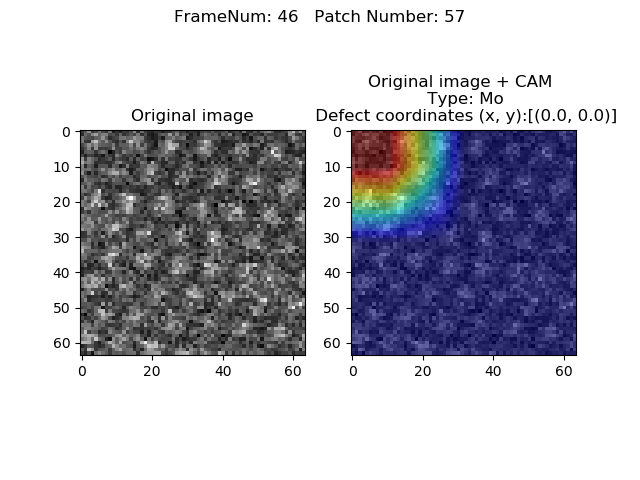 FrameNum: 46   Patch Number: 57
Original image
Original image + CAM
Type: Mo
Defect coordinates (x, y):[(0.0, 0.0)]
0
10
20
30
40
50
60
0 20 40 60
0
10
20
30
40
50
60
0 20 40 60